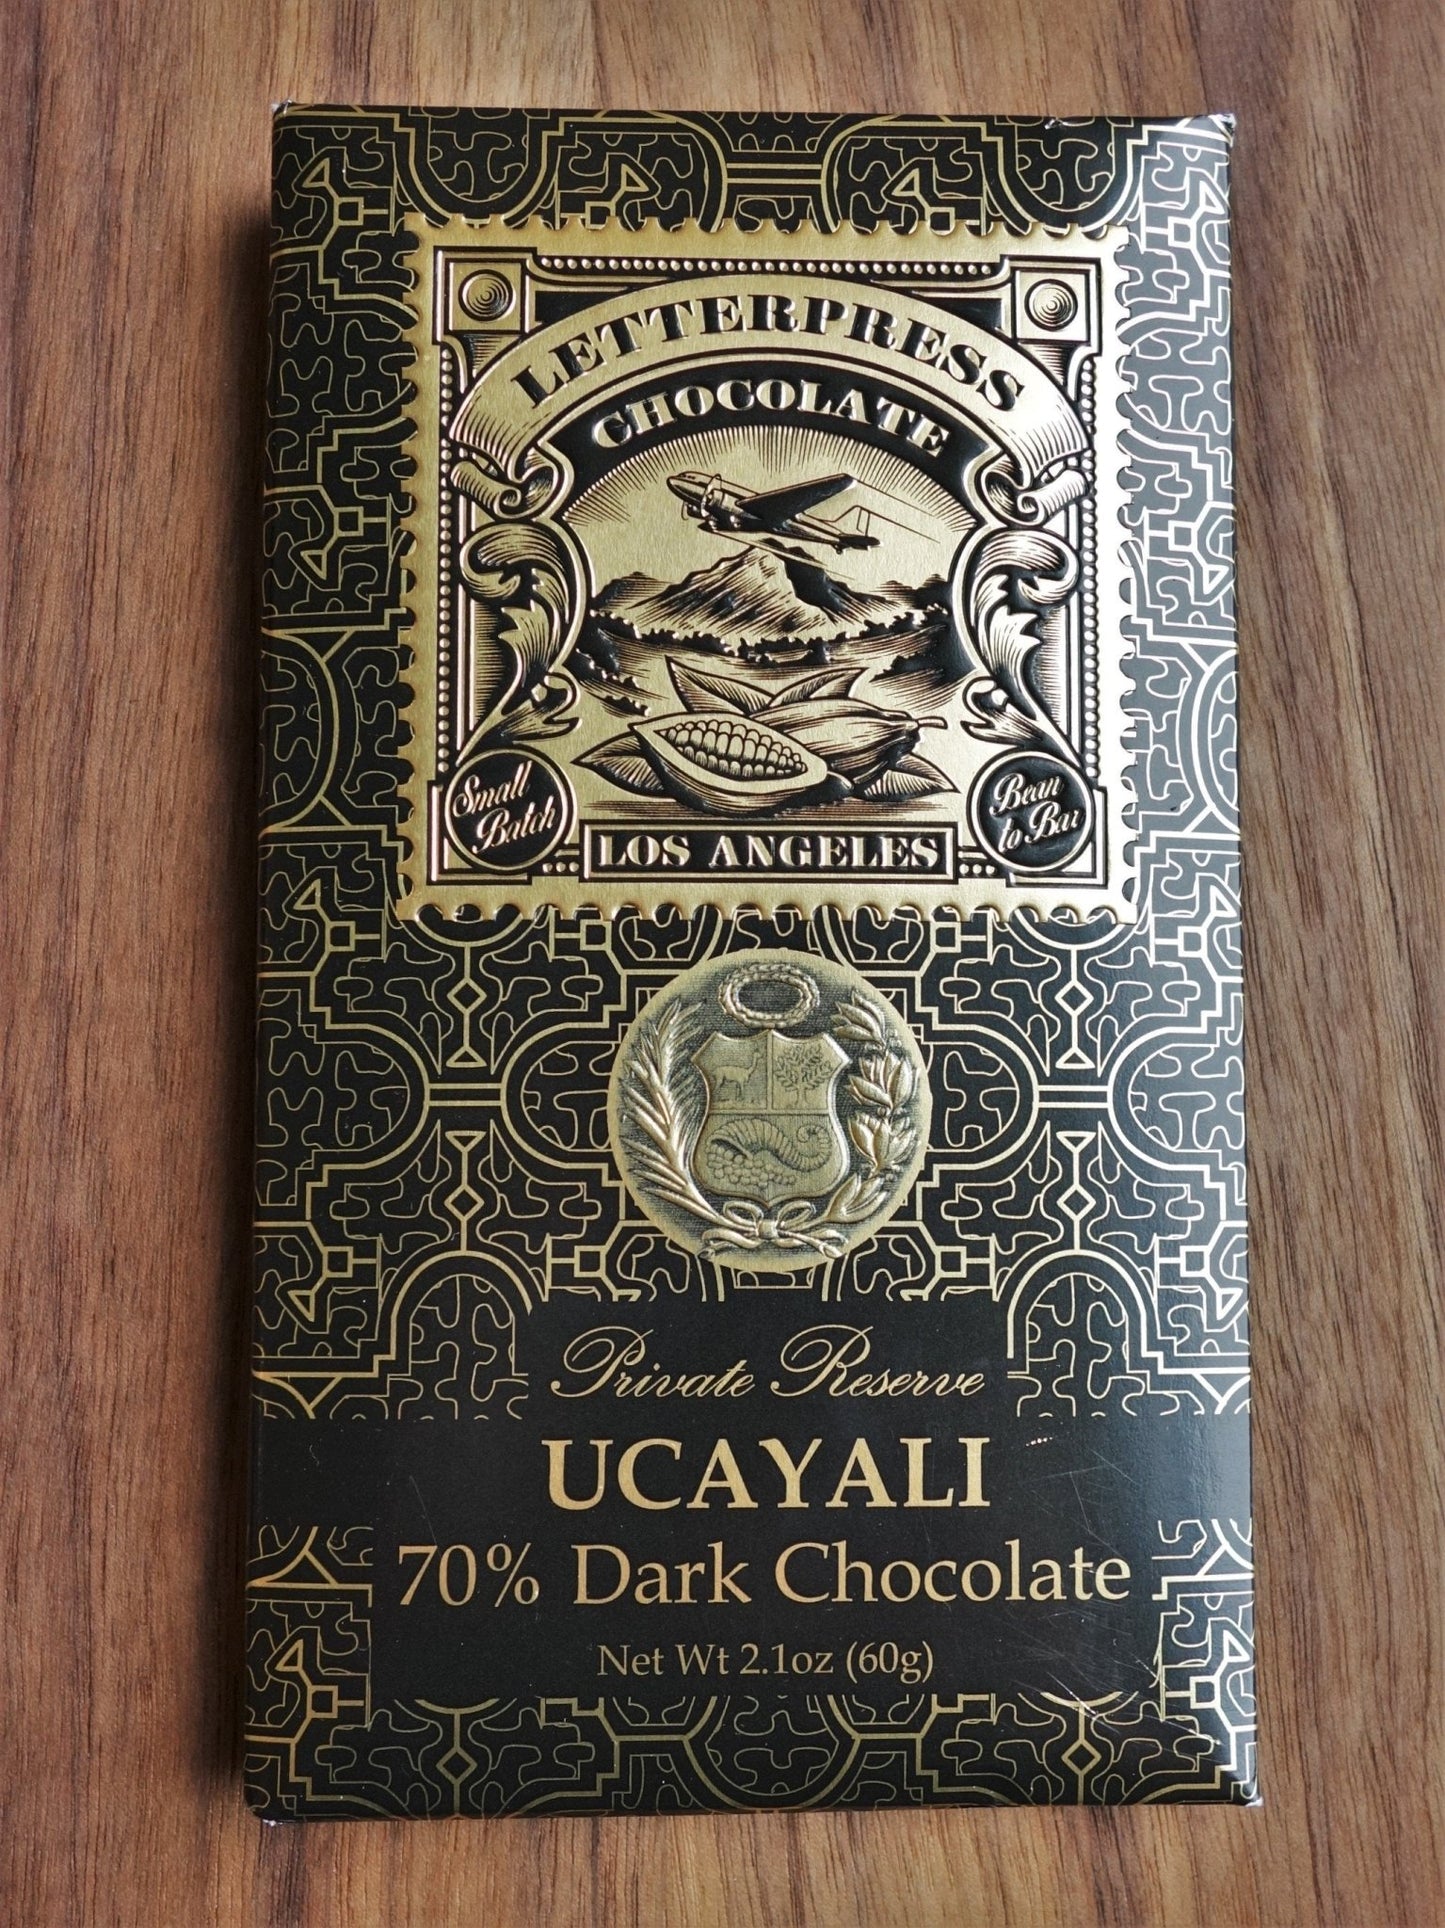 LETTERPRESS
CHOCOLATE
Small
Batch
Bean
to Bar
LOS ANGELES
Private Reserve
UCAYALI
70% Dark Chocolate
Net Wt 2.1oz (60g)